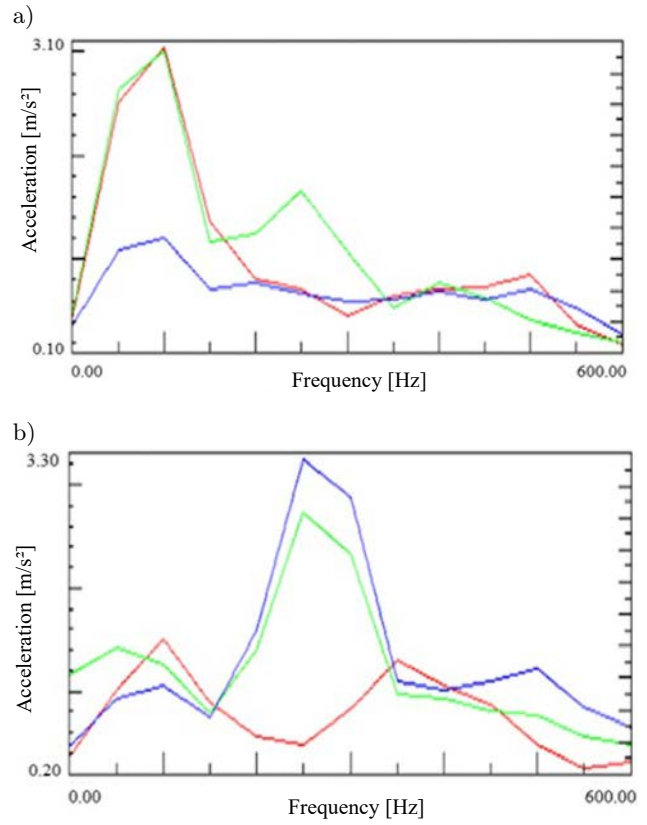 a)
3.10
Acceleration [m/s²]
0.10
0.00
600.00
Frequency [Hz]
b)
3.30
Acceleration [m/s²]
0.20
0.00
600.00
Frequency [Hz]